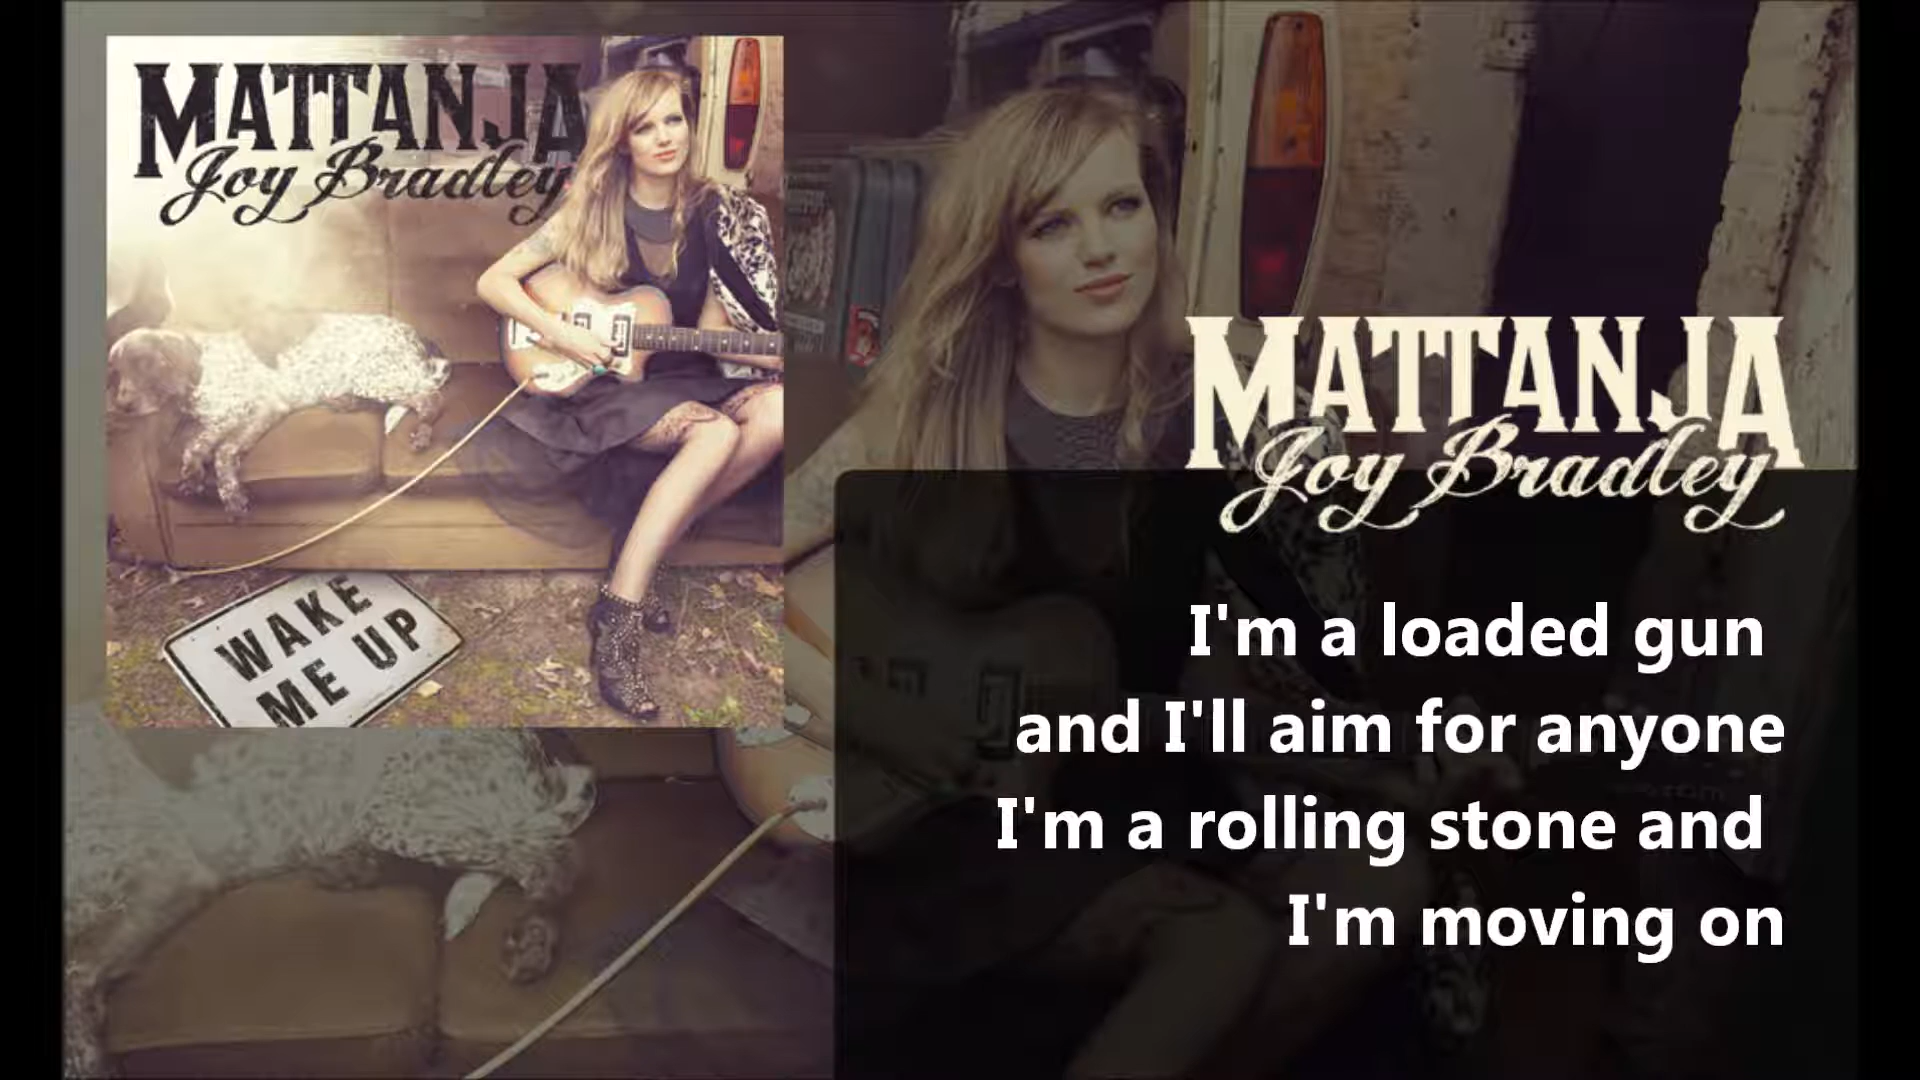 MATTANJA
Joy Bradley
WAKE
ME UP
MATTANJA
Joy Bradley
I'm a loaded gun
and I'll aim for anyone
I'm a rolling stone and
I'm moving on